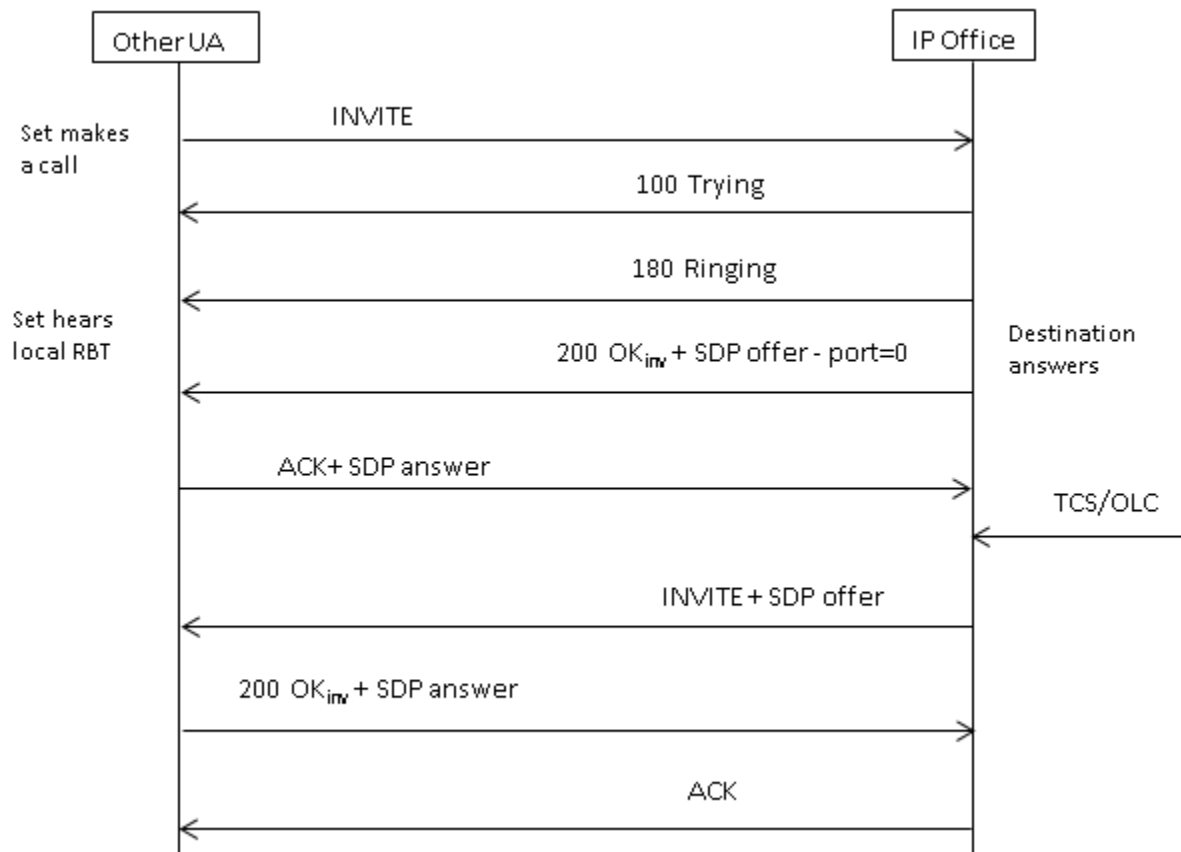 Other UA
IP Office
INVITE
Set makes
a call
100 Trying
180 Ringing
Set hears
local RBT
200 OKinv + SDP offer - port=0
Destination
answers
ACK+ SDP answer
TCS/OLC
INVITE + SDP offer
200 OKinv + SDP answer
ACK